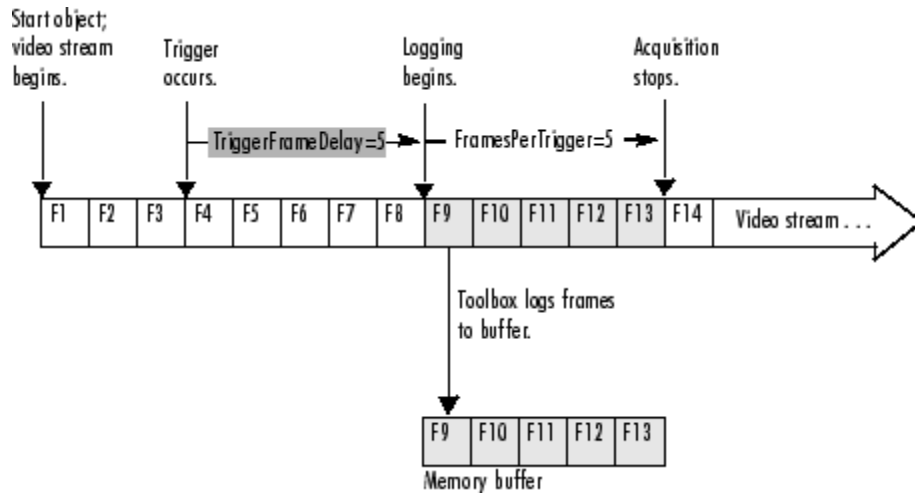 Start object;
video stream
begins.
Trigger
occurs.
Logging
begins.
Acquisition
stops.
TriggerFrameDelay=5
FramesPerTrigger=5
F1 F2 F3 F4 F5 F6 F7 F8 F9 F10 F11 F12 F13 F14 Video stream . . .
Toolbox logs frames
to buffer.
F9 F10 F11 F12 F13
Memory buffer